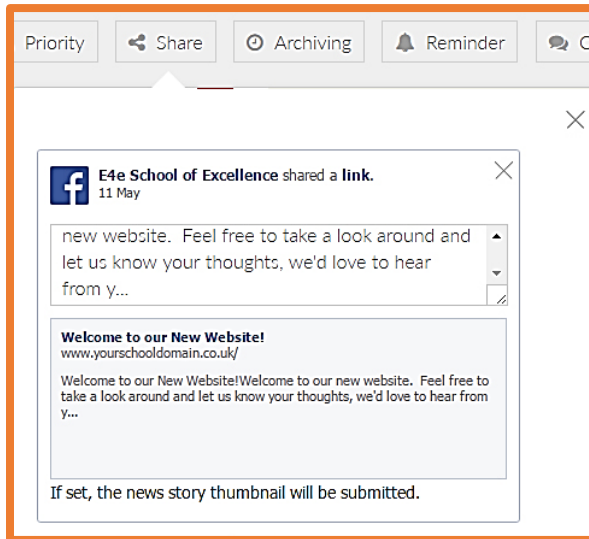 Priority Share Archiving Reminder
E4e School of Excellence shared a link.
11 May
new website. Feel free to take a look around and
let us know your thoughts, we'd love to hear
from y...
Welcome to our New Website!
www.yourschooldomain.co.uk/
Welcome to our New Website!Welcome to our new website. Feel free to
take a look around and let us know your thoughts, we'd love to hear from
y...
If set, the news story thumbnail will be submitted.